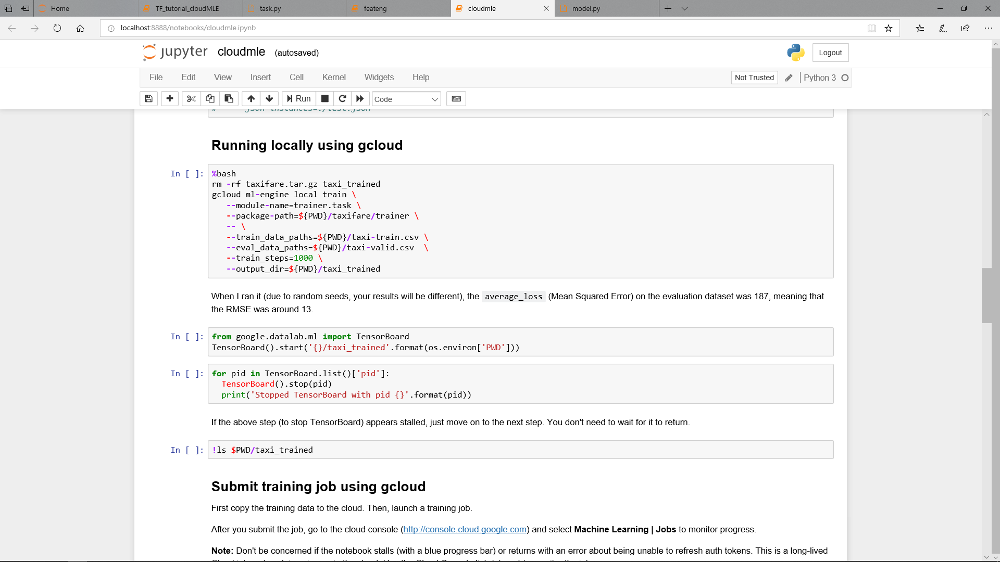 Home
TF_tutorial_cloudMLE
task.py
feateng
cloudmle
model.py
localhost:8888/notebooks/cloudmle.ipynb
jupyter cloudmle (autosaved)
Logout
File Edit View Insert Cell Kernel Widgets Help
Not Trusted
Python 3
Run
Code
# --json-instances=./test.json
Running locally using gcloud
In [ ]:
%bash
rm -rf taxifare.tar.gz taxi_trained
gcloud ml-engine local train \
--module-name=trainer.task \
--package-path=${PWD}/taxifare/trainer \
-- \
--train_data_paths=${PWD}/taxi-train.csv \
--eval_data_paths=${PWD}/taxi-valid.csv  \
--train_steps=1000 \
--output_dir=${PWD}/taxi_trained
When I ran it (due to random seeds, your results will be different), the average_loss (Mean Squared Error) on the evaluation dataset was 187, meaning that
the RMSE was around 13.
In [ ]:
from google.datalab.ml import TensorBoard
TensorBoard().start('{}/taxi_trained'.format(os.environ['PWD']))
In [ ]:
for pid in TensorBoard.list()['pid']:
TensorBoard().stop(pid)
print('Stopped TensorBoard with pid {}'.format(pid))
If the above step (to stop TensorBoard) appears stalled, just move on to the next step. You don't need to wait for it to return.
In [ ]:
!ls $PWD/taxi_trained
Submit training job using gcloud
First copy the training data to the cloud. Then, launch a training job.
After you submit the job, go to the cloud console (http://console.cloud.google.com) and select Machine Learning | Jobs to monitor progress.
Note: Don't be concerned if the notebook stalls (with a blue progress bar) or returns with an error about being unable to refresh auth tokens. This is a long-lived